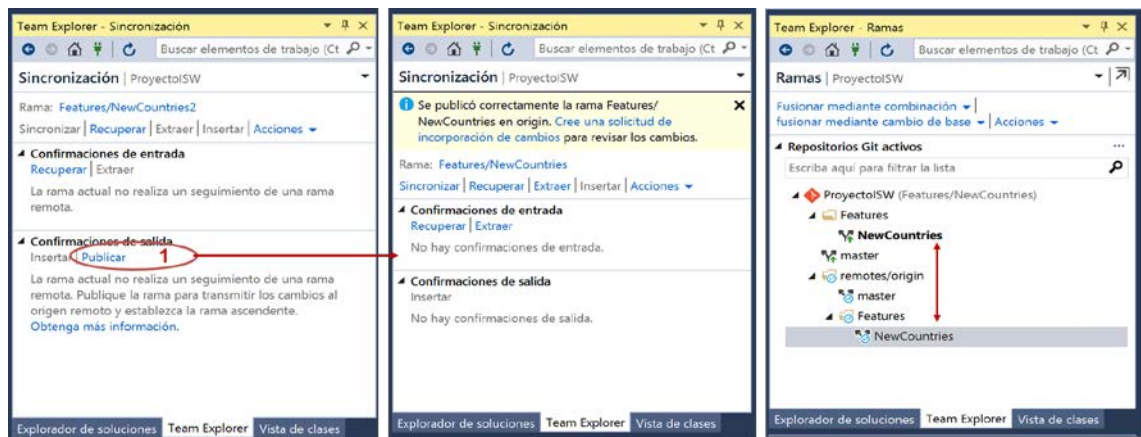 Team Explorer - Sincronización
Buscar elementos de trabajo (Ct
Sincronización | ProyectoISW
Rama: Features/NewCountries2
Sincronizar | Recuperar | Extraer | Insertar | Acciones
Confirmaciones de entrada
Recuperar | Extraer
La rama actual no realiza un seguimiento de una rama
remota.
Confirmaciones de salida
Insertar | Publicar
1
La rama actual no realiza un seguimiento de una rama
remota. Publique la rama para transmitir los cambios al
origen remoto y establezca la rama ascendente.
Obtenga más información.
Explorador de soluciones Team Explorer Vista de clases
Team Explorer - Sincronización
Buscar elementos de trabajo (Ct
Sincronización | ProyectoISW
Se publicó correctamente la rama Features/
NewCountries en origin. Cree una solicitud de
incorporación de cambios para revisar los cambios.
Rama: Features/NewCountries
Sincronizar | Recuperar | Extraer | Insertar | Acciones
Confirmaciones de entrada
Recuperar | Extraer
No hay confirmaciones de entrada.
Confirmaciones de salida
Insertar
No hay confirmaciones de salida.
Explorador de soluciones Team Explorer Vista de clases
Team Explorer - Ramas
Buscar elementos de trabajo (Ct
Ramas | ProyectoISW
Fusionar mediante combinación |
fusionar mediante cambio de base | Acciones
Repositorios Git activos ...
Escriba aquí para filtrar la lista
ProyectoISW (Features/NewCountries)
Features
NewCountries
master
remotes/origin
master
Features
NewCountries
Explorador de soluciones Team Explorer Vista de clases